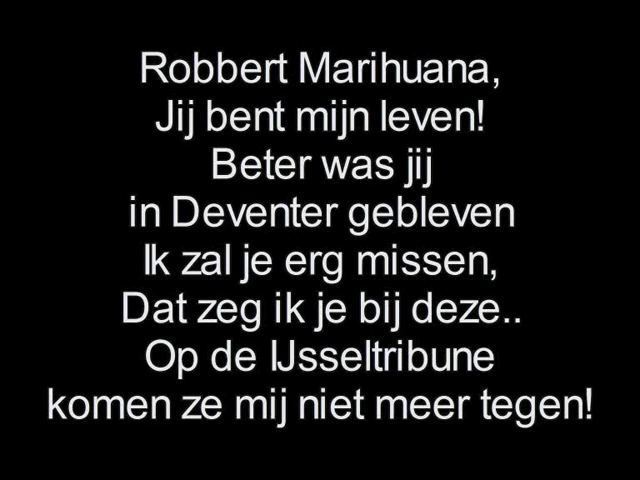 Robbert Marihuana,
Jij bent mijn leven!
Beter was jij
in Deventer gebleven
Ik zal je erg missen,
Dat zeg ik je bij deze..
Op de IJsseltribune
komen ze mij niet meer tegen!